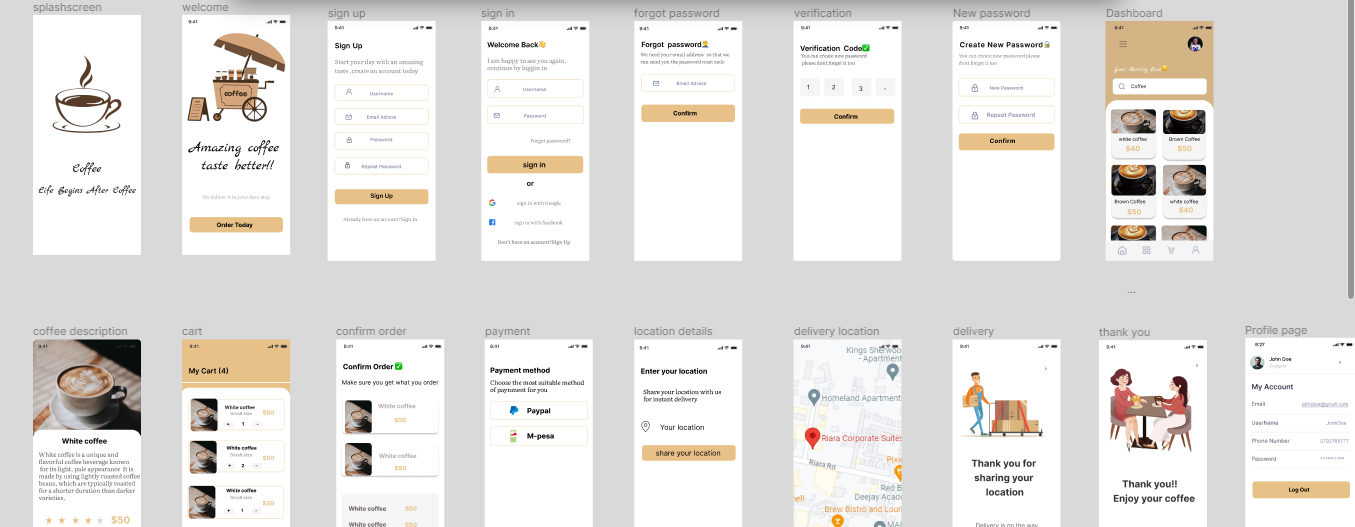 splashscreen
Coffee
Life Begins After Coffee
welcome
9:41
coffee
Amazing coffee
taste better!!
We deliver it to your door step
Order Today
sign up
9:41
Sign Up
Start your day with us amazing
taste ,create an account today
Username
Email Adress
Password
Repeat Password
Sign Up
Already have an account?Sign In
sign in
9:41
Welcome Back👋
I am happy to see you again,
continue by loggin in
Username
Password
Forgot password?
sign in
or
sign in with Google
sign in with facebook
Don't have an account?Sign Up
forgot password
9:41
Forgot password
We need your email address so that we
can send you the password reset code
Email Adress
Confirm
verification
9:41
Verification Code✅
You can create new password
please dont forget it too
1 2 3 -
Confirm
New password
9:41
Create New Password🔒
You can create new password please
dont forget it too
New Password
Repeat Password
Confirm
Dashboard
9:41
Coffee
white coffee
$40
Brown Coffee
$50
Brown Coffee
$50
white coffee
$40
...
coffee description
9:41
White coffee
White coffee is a unique and
flavorful coffee leverage known
for its light, pale appearance It is
made by using lightly roasted coffee
beans, which are typically roasted
for a shorter duration than darker
varieties.
$50
cart
9:41
My Cart (4)
White coffee
Small size
$50
+ 1 -
White coffee
Small size
$50
+ 2 -
White coffee
Small size
$50
+ 1 -
confirm order
9:41
Confirm Order ✅
Make sure you get what you order
White coffee
$50
White coffee
$50
White coffee $50
White coffee $50
payment
9:41
Payment method
Choose the most suitable method
of paynment for you
Paypal
M-pesa
location details
9:41
Enter your location
Share your location with us
for instant delivery
Your location
share your location
delivery location
9:41
Kings Sherwoo
- Apartment
Homeland Apartments
Riara Corporate Suites
Riara Rd
Pixie
Red B
Deejay Acade
Brew Bistro and Loun
delivery
9:41
Thank you for
sharing your
location
Delivery is on the way
thank you
9:41
Thank you!!
Enjoy your coffee
Profile page
9:27
John Doe
My Account
Email johndoe@gmail.com
UserName JonhDoe
Phone Number
Password **********
Log Out